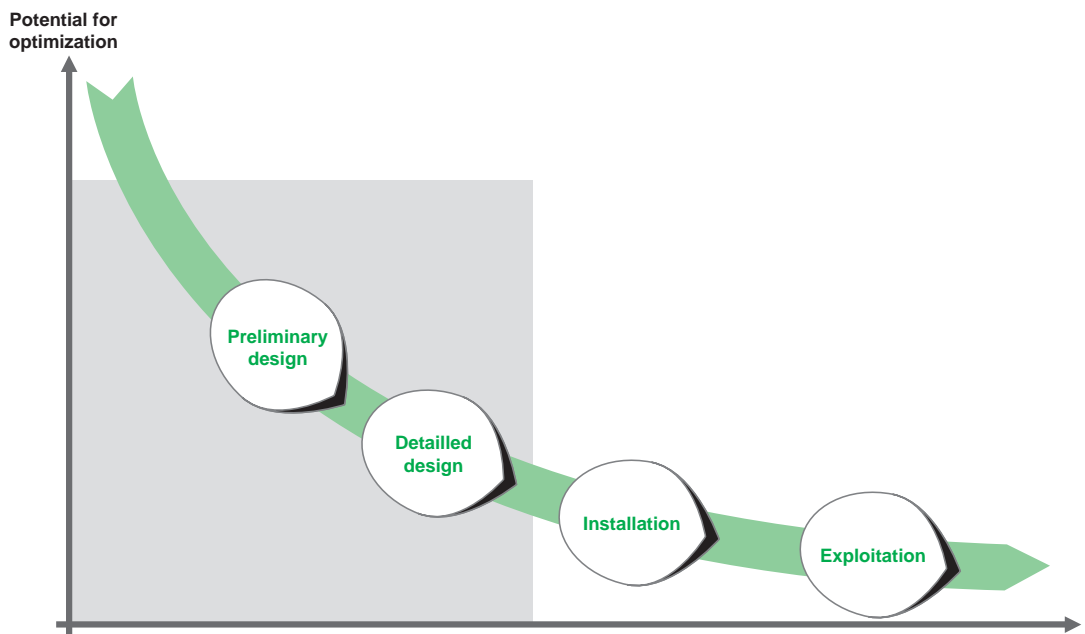 Potential for
optimization
Preliminary
design
Detailled
design
Installation
Exploitation